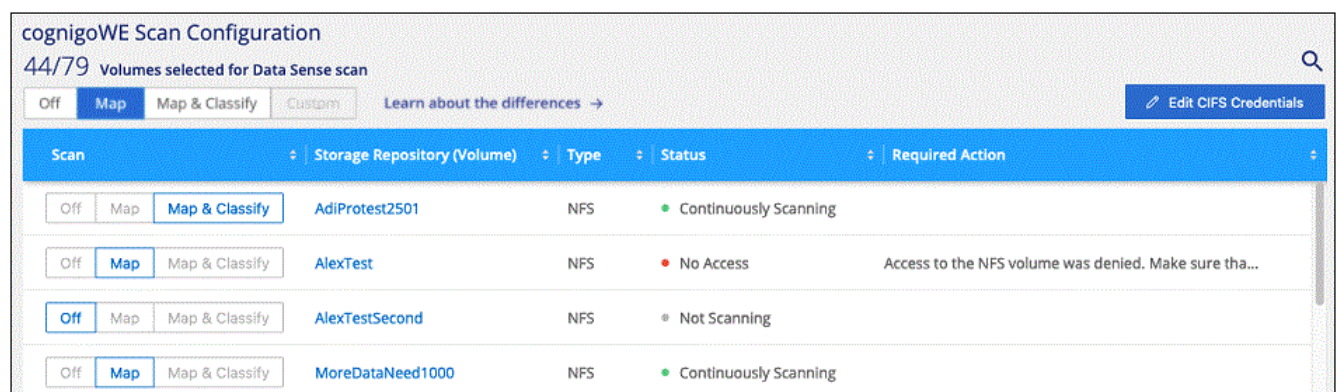 cognigoWE Scan Configuration
44/79 Volumes selected for Data Sense scan
Off Map Map & Classify Custom Learn about the differences → Edit CIFS Credentials
Scan Storage Repository (Volume) Type Status Required Action
Off Map Map & Classify AdiProtest2501 NFS Continuously Scanning
Off Map Map & Classify AlexTest NFS No Access Access to the NFS volume was denied. Make sure tha...
Off Map Map & Classify AlexTestSecond NFS Not Scanning
Off Map Map & Classify MoreDataNeed1000 NFS Continuously Scanning